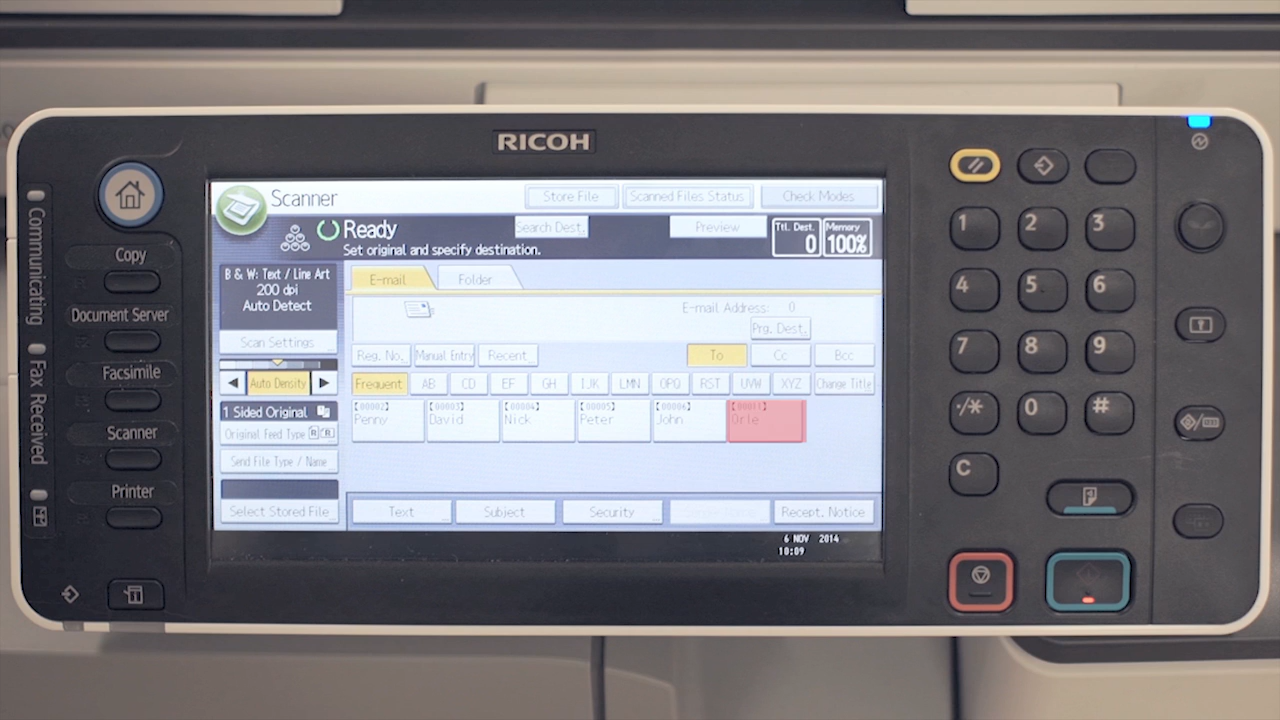 RICOH
Communicating
Fax Received
Copy
Document Server
Facsimile
Scanner
Printer
Scanner
Store File
Scanned Files Status
Check Modes
Ready
Search Dest.
Preview
Ttl. Dest.
0
Memory
100%
Set original and specify destination.
B & W: Text / Line Art
200 dpi
Auto Detect
Scan Settings
Auto Density
1 Sided Original
Original Feed Type
Send File Type / Name
Select Stored File
E-mail
Folder
E-mail Address: 0
Prg. Dest.
Reg. No.
Manual Entry
Recent
To
Cc
Bcc
Frequent
AB
CD
EF
GH
IJK
LMN
OPQ
RST
UVW
XYZ
Change Title
[00002]
Penny
[00003]
David
[00004]
Nick
[00005]
Peter
[00006]
John
[00011]
Orle
Text
Subject
Security
Recept. Notice
6 NOV 2014
10:09
1
2
3
4
5
6
7
8
9
./*
0
#
C